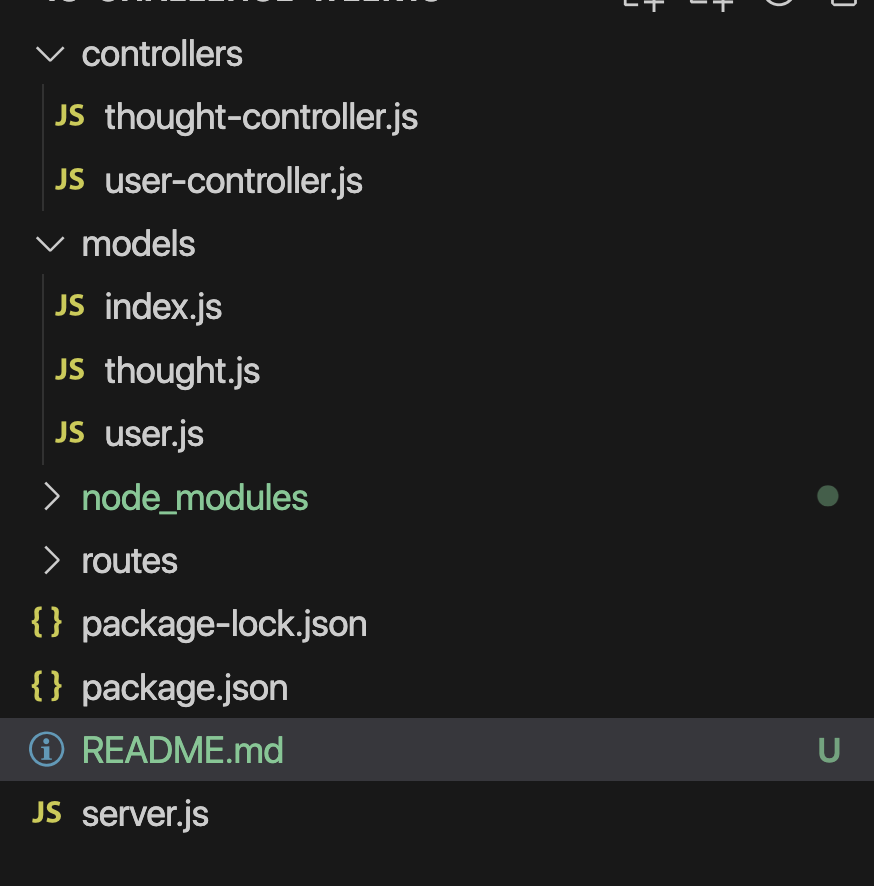 controllers
JS thought-controller.js
JS user-controller.js
models
JS index.js
JS thought.js
JS user.js
node_modules
routes
{} package-lock.json
{} package.json
README.md U
JS server.js